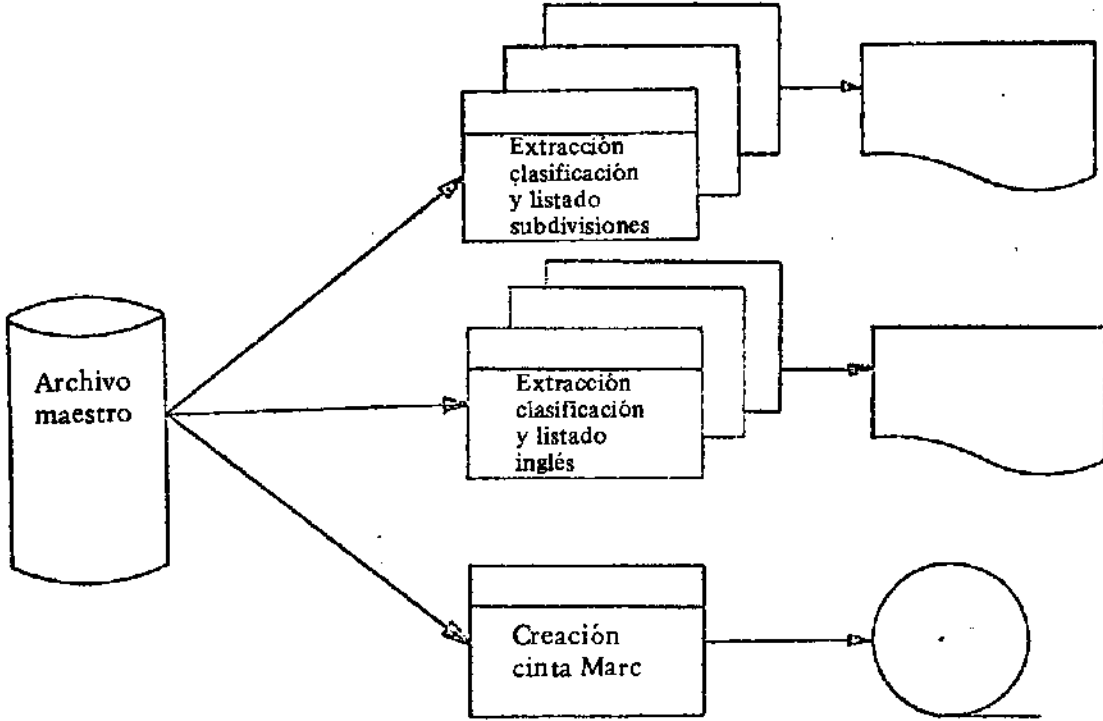 Extracción
clasificación
y listado
subdivisiones
Archivo
maestro
Extracción
clasificación
y listado
inglés
Creación
cinta Marc